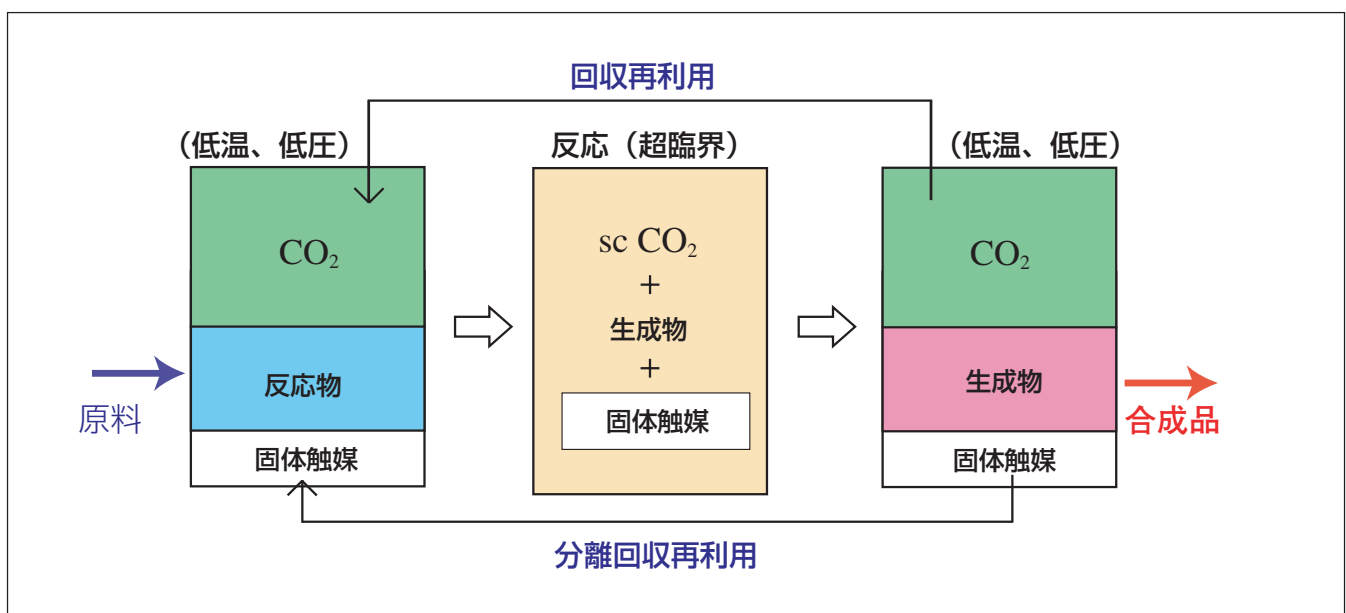 回収再利用
（低温、低圧）
反応（超臨界）
（低温、低圧）
CO₂
sc CO₂
+
生成物
+
固体触媒
CO₂
原料
反応物
固体触媒
生成物
合成品
固体触媒
分離回収再利用